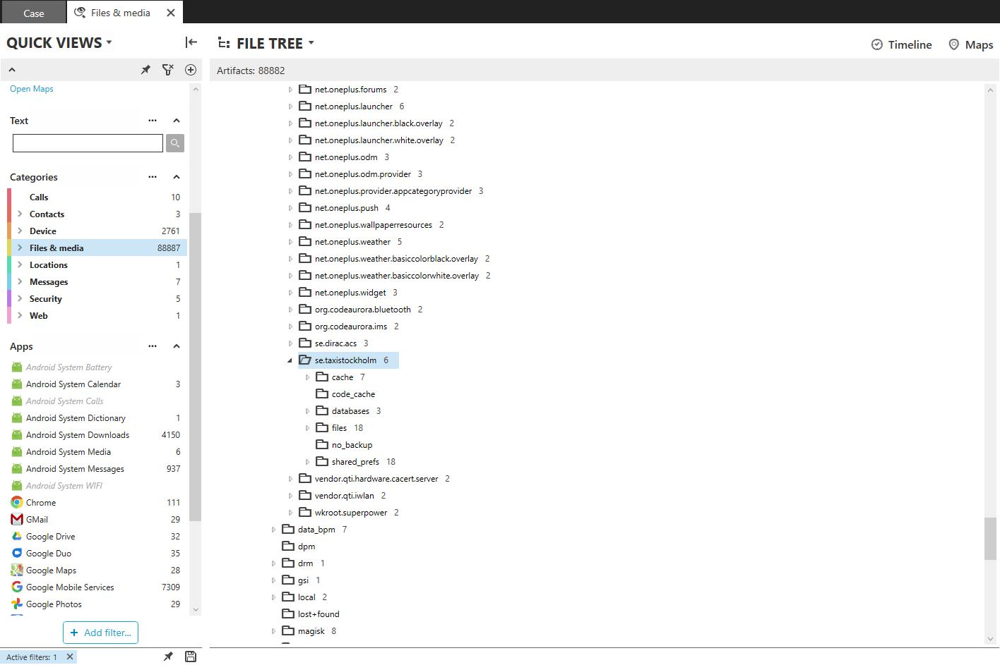 Case
Files & media
QUICK VIEWS
FILE TREE
Timeline
Maps
Artifacts: 88882
Open Maps
Text
Categories
Calls 10
Contacts 3
Device 2761
Files & media 88887
Locations 1
Messages 7
Security 5
Web 1
Apps
Android System Battery
Android System Calendar 3
Android System Calls
Android System Dictionary 1
Android System Downloads 4150
Android System Media 6
Android System Messages 937
Android System WIFI
Chrome 111
GMail 29
Google Drive 32
Google Duo 35
Google Maps 28
Google Mobile Services 7309
Google Photos 29
+ Add filter...
Active filters: 1
net.oneplus.forums 2
net.oneplus.launcher 6
net.oneplus.launcher.black.overlay 2
net.oneplus.launcher.white.overlay 2
net.oneplus.odm 3
net.oneplus.odm.provider 3
net.oneplus.provider.appcategoryprovider 3
net.oneplus.push 4
net.oneplus.wallpaperresources 2
net.oneplus.weather 5
net.oneplus.weather.basiccolorblack.overlay 2
net.oneplus.weather.basiccolorwhite.overlay 2
net.oneplus.widget 3
org.codeaurora.bluetooth 2
org.codeaurora.ims 2
se.dirac.acs 3
se.taxistockholm 6
cache 7
code_cache
databases 3
files 18
no_backup
shared_prefs 18
vendor.qti.hardware.cacert.server 2
vendor.qti.iwlan 2
wkroot.superpower 2
data_bpm 7
dpm
drm 1
gsi 1
local 2
lost+found
magisk 8